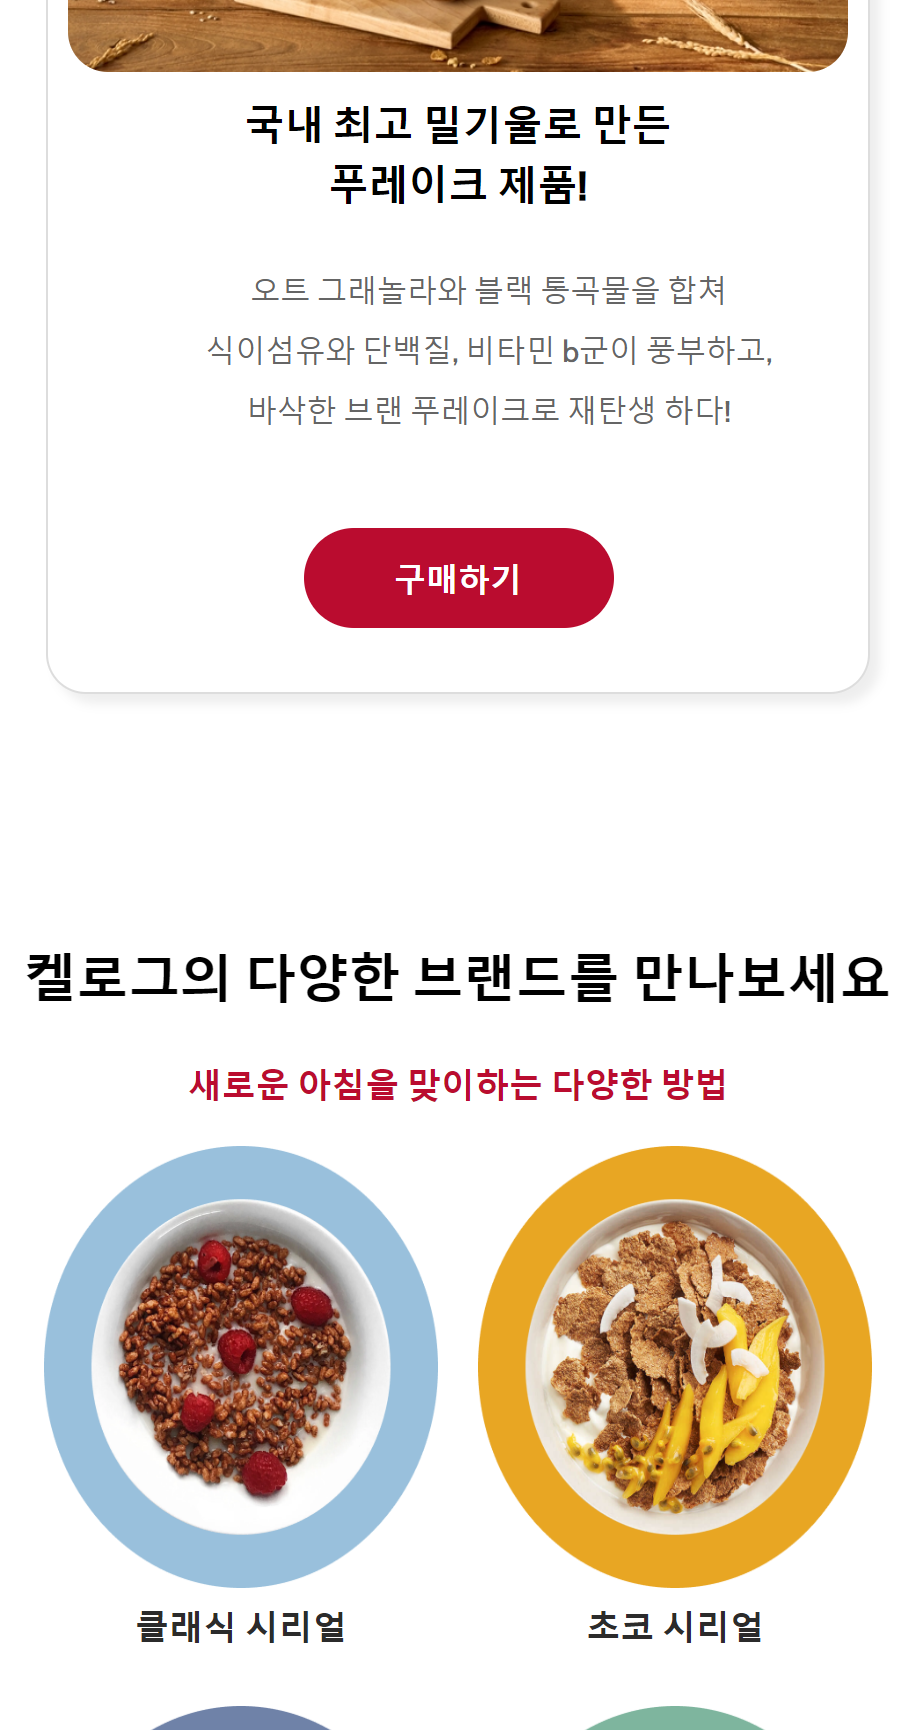 국내 최고 밀기울로 만든
푸레이크 제품!
오트 그래놀라와 블랙 통곡물을 합쳐
식이섬유와 단백질, 비타민 b군이 풍부하고,
바삭한 브랜 푸레이크로 재탄생 하다!
구매하기
켈로그의 다양한 브랜드를 만나보세요
새로운 아침을 맞이하는 다양한 방법
클래식 시리얼
초코 시리얼